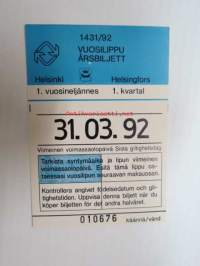 1431/92
VUOSILIPPU
ÅRSBILJETT
Helsinki Helsingfors
1. vuosineljännes 1. kvartal
31.03.92
Viimeinen voimassaolopäivä Sista giltighetsdag
Tarkista syntymäaika ja lipun viimeinen
voimassaolopäivä. Esitä tämä lippu os-
taessasi vuosilipun seuraavan maksuosan.
Kontrollera angivet födelsedatum och gil-
tighetstiden. Uppvisa denna biljett när du
köper biljetten för det andra halvåret.
010676 käännä/vänd